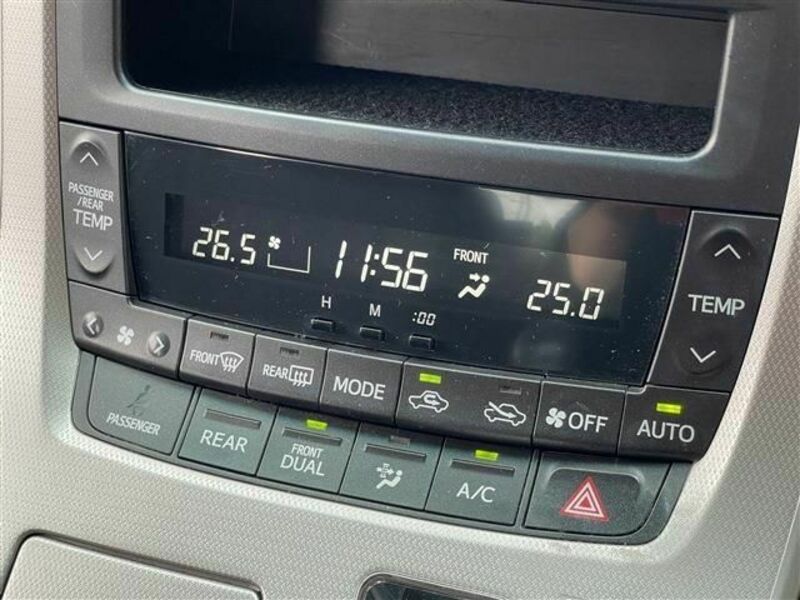 PASSENGER
/REAR
TEMP
26.5
11:56
FRONT
25.0
TEMP
H M :00
FRONT REAR MODE OFF AUTO
PASSENGER REAR FRONT
DUAL A/C